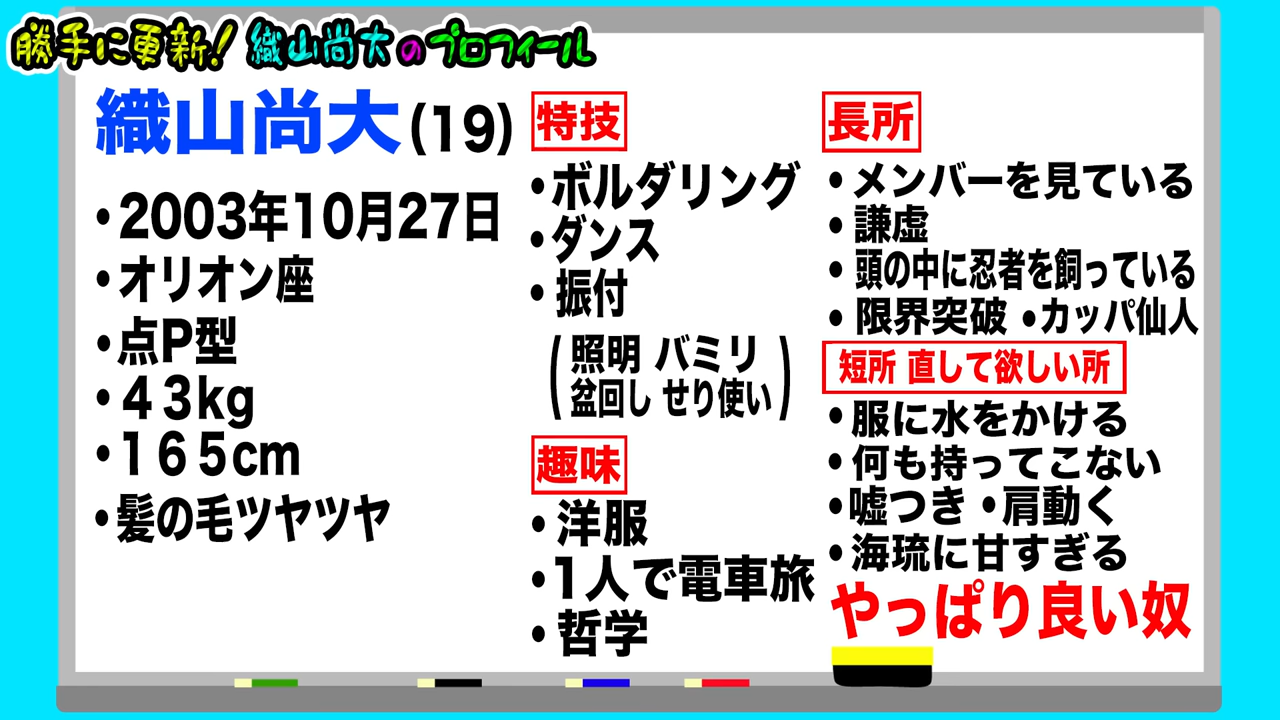 勝手に更新!織山尚大のプロフィール
織山尚大(19)
・2003年10月27日
・オリオン座
・点P型
・43kg
・165cm
・髪の毛ツヤツヤ
特技
・ボルダリング
・ダンス
・振付
(照明 バミリ
盆回し せり使い)
趣味
・洋服
・1人で電車旅
・哲学
長所
・メンバーを見ている
・謙虚
・頭の中に忍者を飼っている
・限界突破 ・カッパ仙人
短所 直して欲しい所
・服に水をかける
・何も持ってこない
・嘘つき ・肩動く
・海琉に甘すぎる
やっぱり良い奴